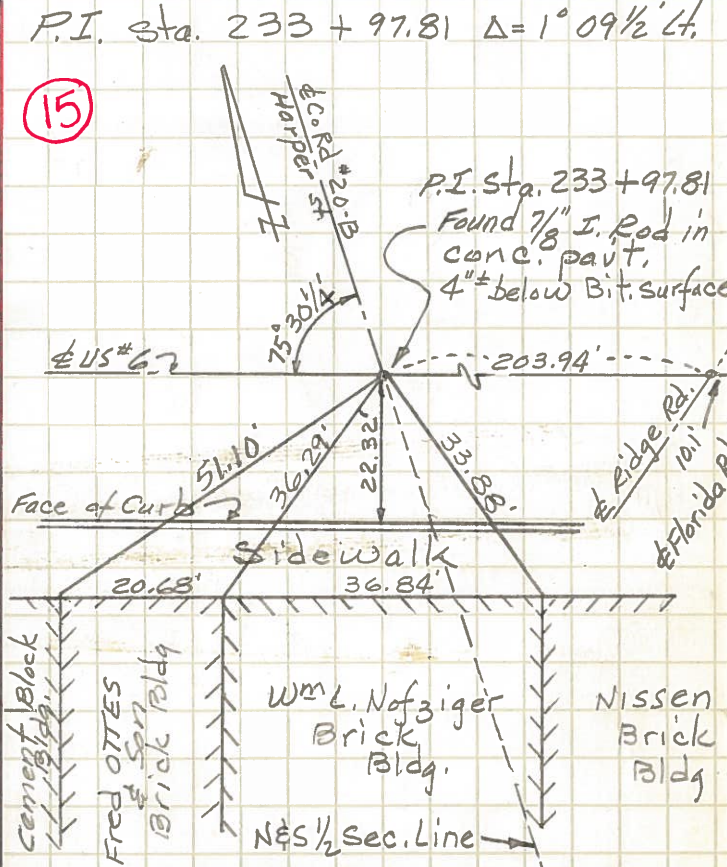 P.I. Sta. 233 + 97.81 Δ= 1° 09½' Lt.
15
℄ Co. Rd #20-B
Harper St
P.I. Sta. 233 +97.81
Found 7/8" I. Rod in
conc. pav't.
4"± below Bit. Surface
75° 30¼'
℄ US #6
203.94'
51.10'
36.29'
22.32'
33.88'
℄ Ridge Rd.
10.1'
℄ Florida
Face of Curb
Sidewalk
20.68'
36.84'
Cement Block
Bldg.
Fred OTTES
& Son
Brick Bldg
Wm L. Nofziger
Brick
Bldg.
Nissen
Brick
Bldg
N&S ½ Sec. Line